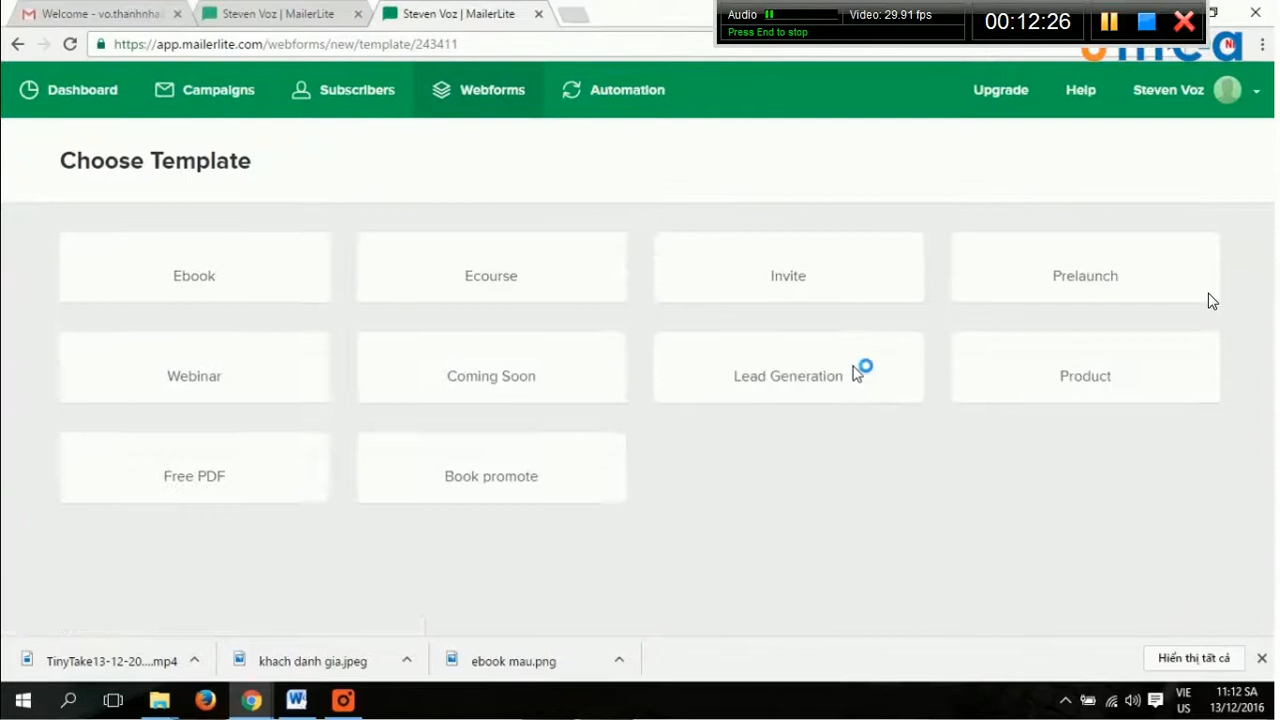 Welcome - vo.thanhnha
Steven Voz | MailerLite
Steven Voz | MailerLite
Audio
Video: 29.91 fps
Press End to stop
00:12:26
https://app.mailerlite.com/webforms/new/template/243411
Dashboard
Campaigns
Subscribers
Webforms
Automation
Upgrade
Help
Steven Voz
Choose Template
Ebook
Ecourse
Invite
Prelaunch
Webinar
Coming Soon
Lead Generation
Product
Free PDF
Book promote
TinyTake13-12-20....mp4
khach danh gia.jpeg
ebook mau.png
Hiển thị tất cả
VIE
US
11:12 SA
13/12/2016